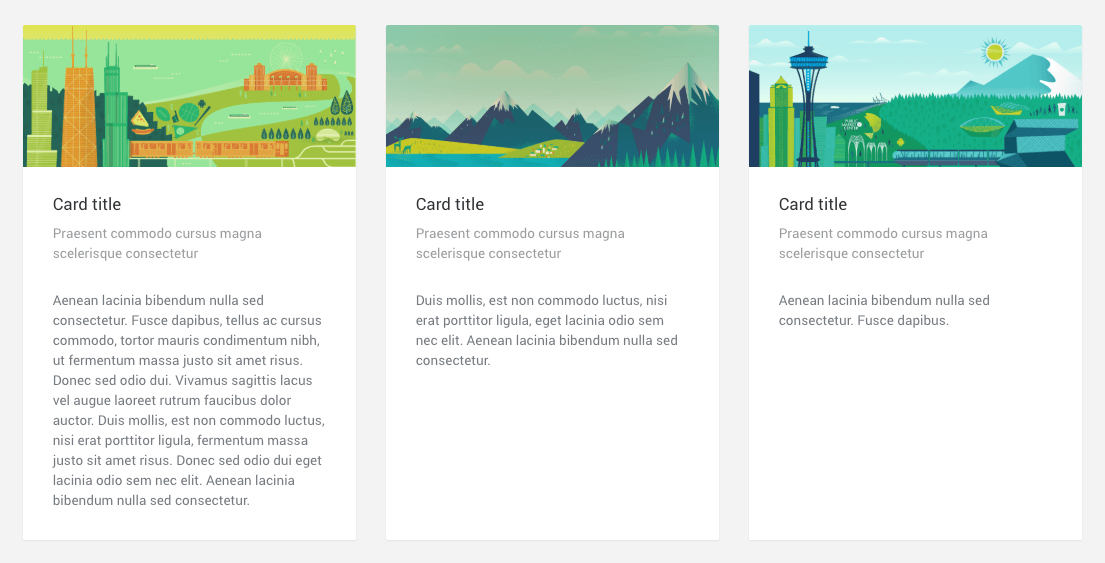 PUBLIC
MARKET
CENTER
Card title
Praesent commodo cursus magna
scelerisque consectetur
Aenean lacinia bibendum nulla sed
consectetur. Fusce dapibus, tellus ac cursus
commodo, tortor mauris condimentum nibh,
ut fermentum massa justo sit amet risus.
Donec sed odio dui. Vivamus sagittis lacus
vel augue laoreet rutrum faucibus dolor
auctor. Duis mollis, est non commodo luctus,
nisi erat porttitor ligula, fermentum massa
justo sit amet risus. Donec sed odio dui eget
lacinia odio sem nec elit. Aenean lacinia
bibendum nulla sed consectetur.
Card title
Praesent commodo cursus magna
scelerisque consectetur
Duis mollis, est non commodo luctus, nisi
erat porttitor ligula, eget lacinia odio sem
nec elit. Aenean lacinia bibendum nulla sed
consectetur.
Card title
Praesent commodo cursus magna
scelerisque consectetur
Aenean lacinia bibendum nulla sed
consectetur. Fusce dapibus.